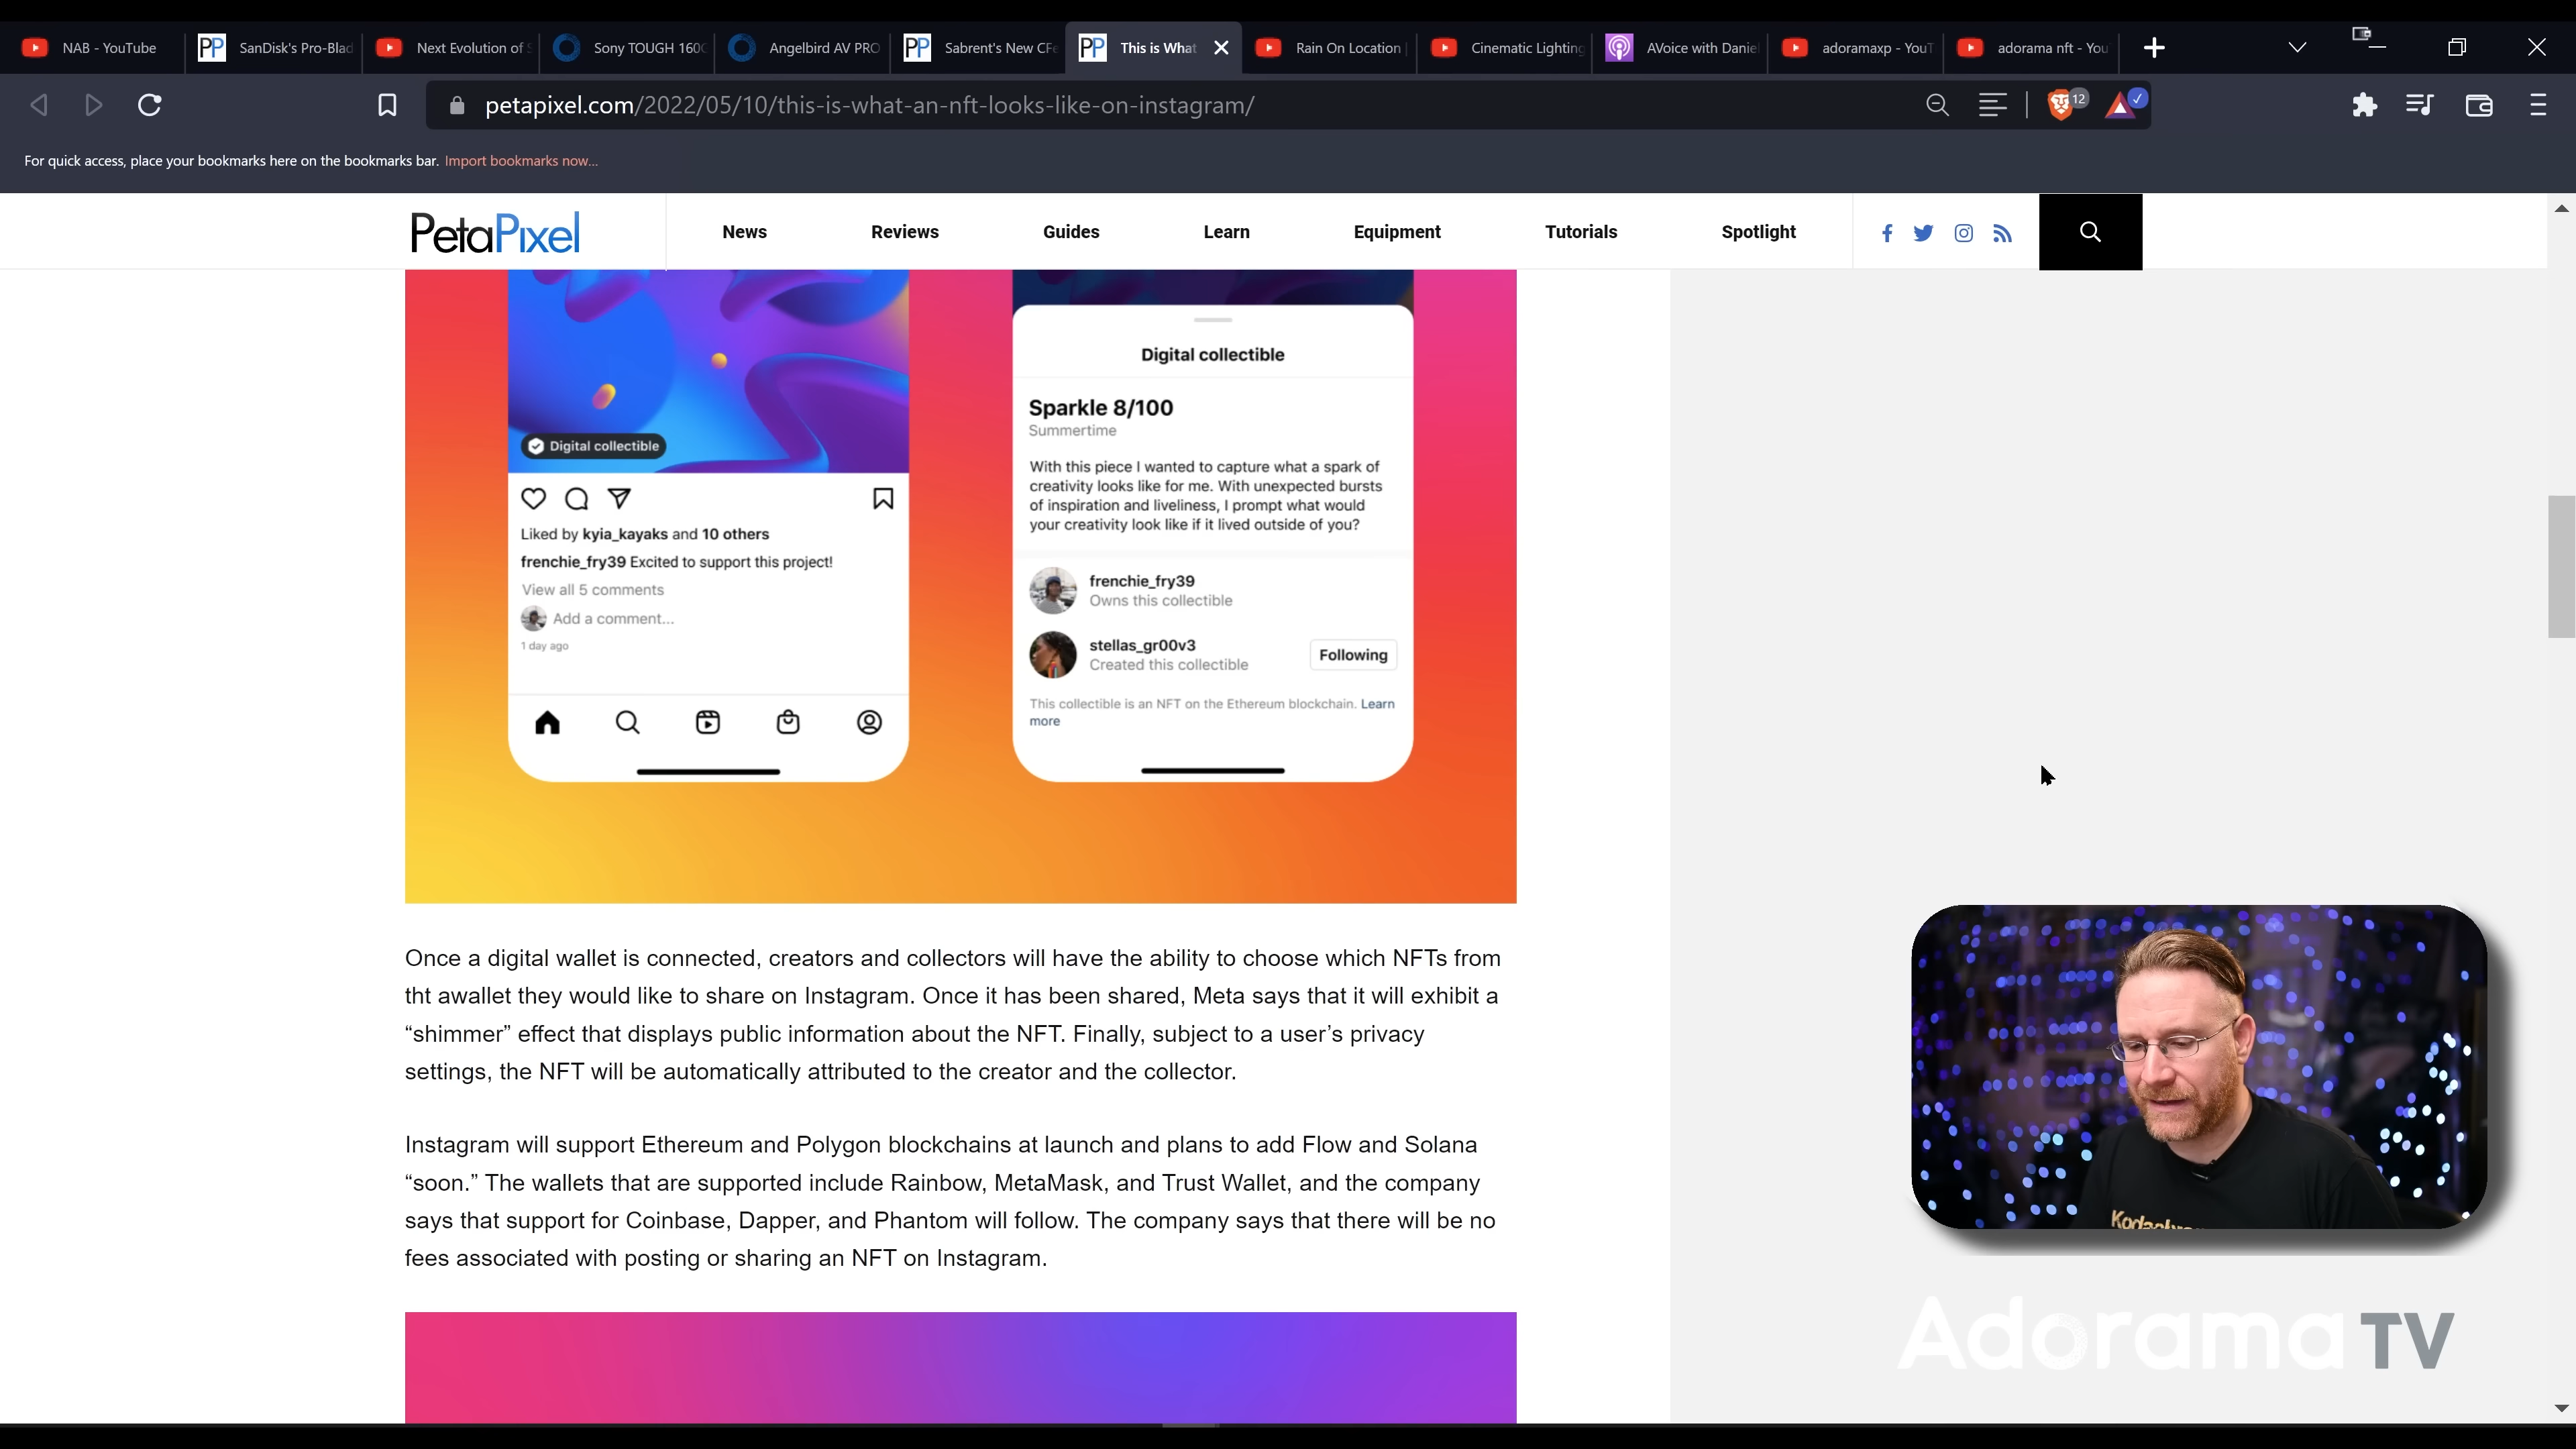 NAB - YouTube
SanDisk's Pro-Blad
Next Evolution of S
Sony TOUGH 160G
Angelbird AV PRO
Sabrent's New CFe
This is What
Rain On Location |
Cinematic Lighting
AVoice with Danie
adoramaxp - YouT
adorama nft - You
petapixel.com/2022/05/10/this-is-what-an-nft-looks-like-on-instagram/
12
For quick access, place your bookmarks here on the bookmarks bar. Import bookmarks now...
PetaPixel
News
Reviews
Guides
Learn
Equipment
Tutorials
Spotlight
Digital collectible
Liked by kyia_kayaks and 10 others
frenchie_fry39 Excited to support this project!
View all 5 comments
Add a comment...
1 day ago
Digital collectible
Sparkle 8/100
Summertime
With this piece I wanted to capture what a spark of
creativity looks like for me. With unexpected bursts
of inspiration and liveliness, I prompt what would
your creativity look like if it lived outside of you?
frenchie_fry39
Owns this collectible
stellas_gr00v3
Created this collectible
Following
This collectible is an NFT on the Ethereum blockchain. Learn
more
Once a digital wallet is connected, creators and collectors will have the ability to choose which NFTs from
tht awallet they would like to share on Instagram. Once it has been shared, Meta says that it will exhibit a
“shimmer” effect that displays public information about the NFT. Finally, subject to a user’s privacy
settings, the NFT will be automatically attributed to the creator and the collector.
Instagram will support Ethereum and Polygon blockchains at launch and plans to add Flow and Solana
“soon.” The wallets that are supported include Rainbow, MetaMask, and Trust Wallet, and the company
says that support for Coinbase, Dapper, and Phantom will follow. The company says that there will be no
fees associated with posting or sharing an NFT on Instagram.
Adorama TV